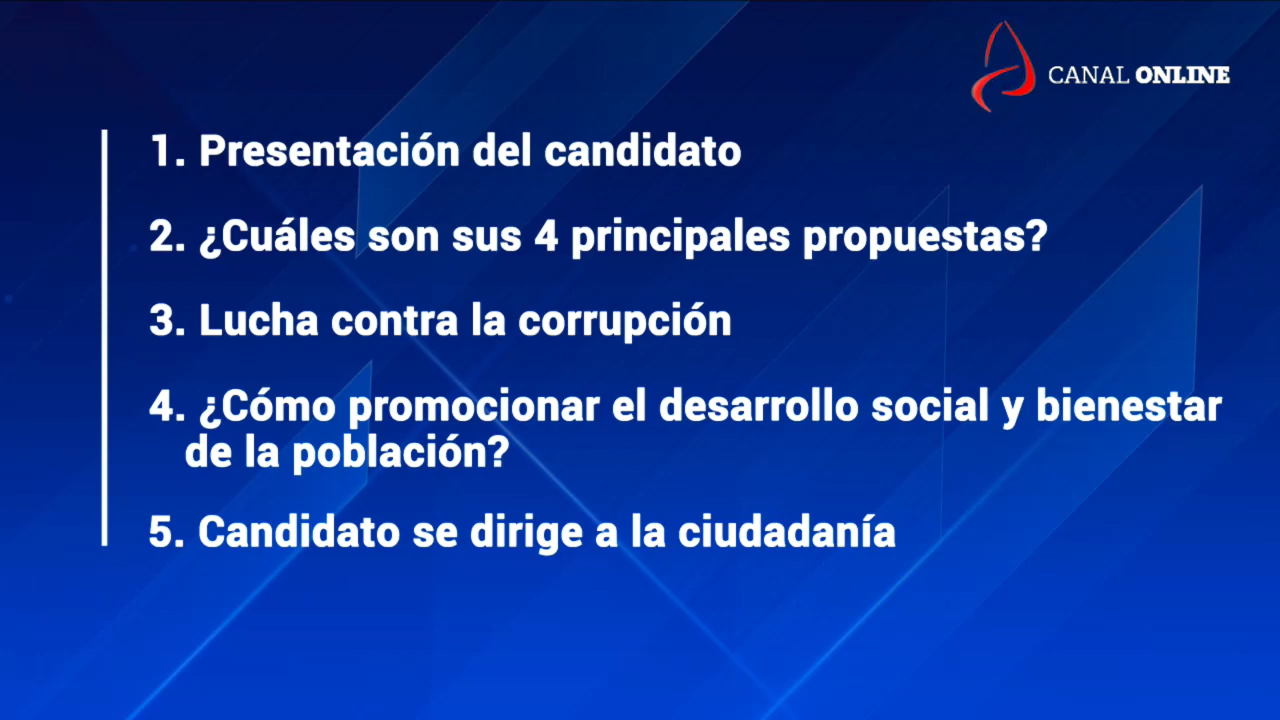 CANAL ONLINE
1. Presentación del candidato
2. ¿Cuáles son sus 4 principales propuestas?
3. Lucha contra la corrupción
4. ¿Cómo promocionar el desarrollo social y bienestar
de la población?
5. Candidato se dirige a la ciudadanía